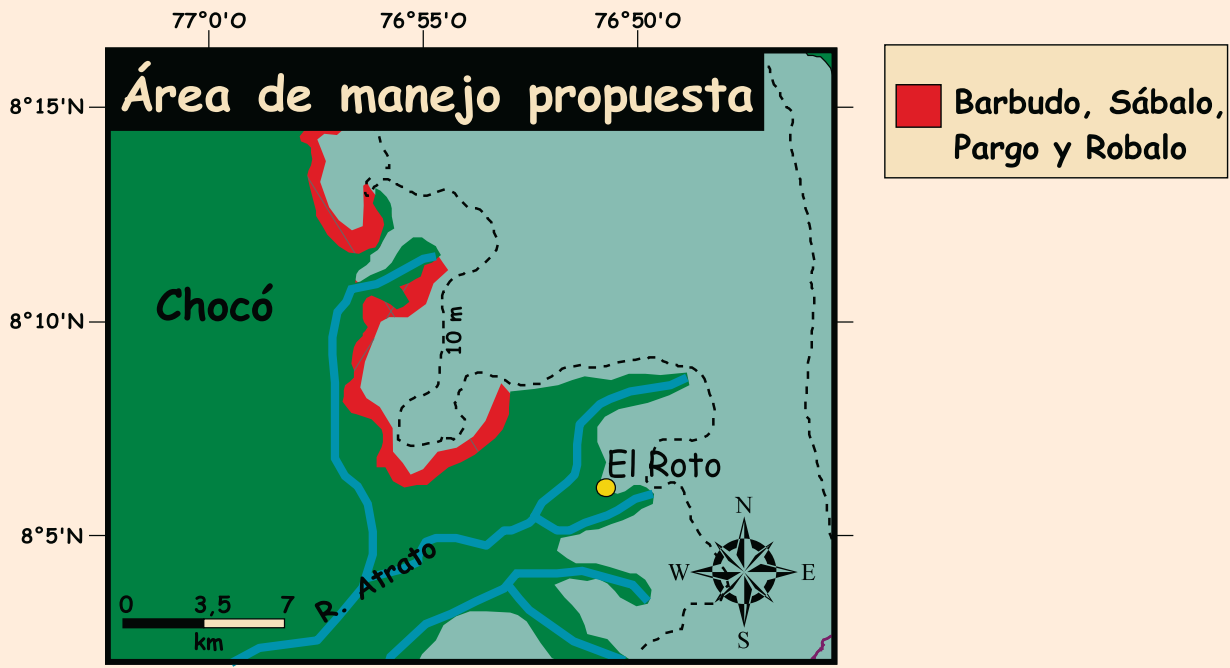 77°0'O 76°55'O 76°50'O
Área de manejo propuesta
8°15'N
Barbudo, Sábalo,
Pargo y Robalo
Chocó
8°10'N
10 m
El Roto
N
8°5'N
W E
R. Atrato
S
0 3,5 7
km